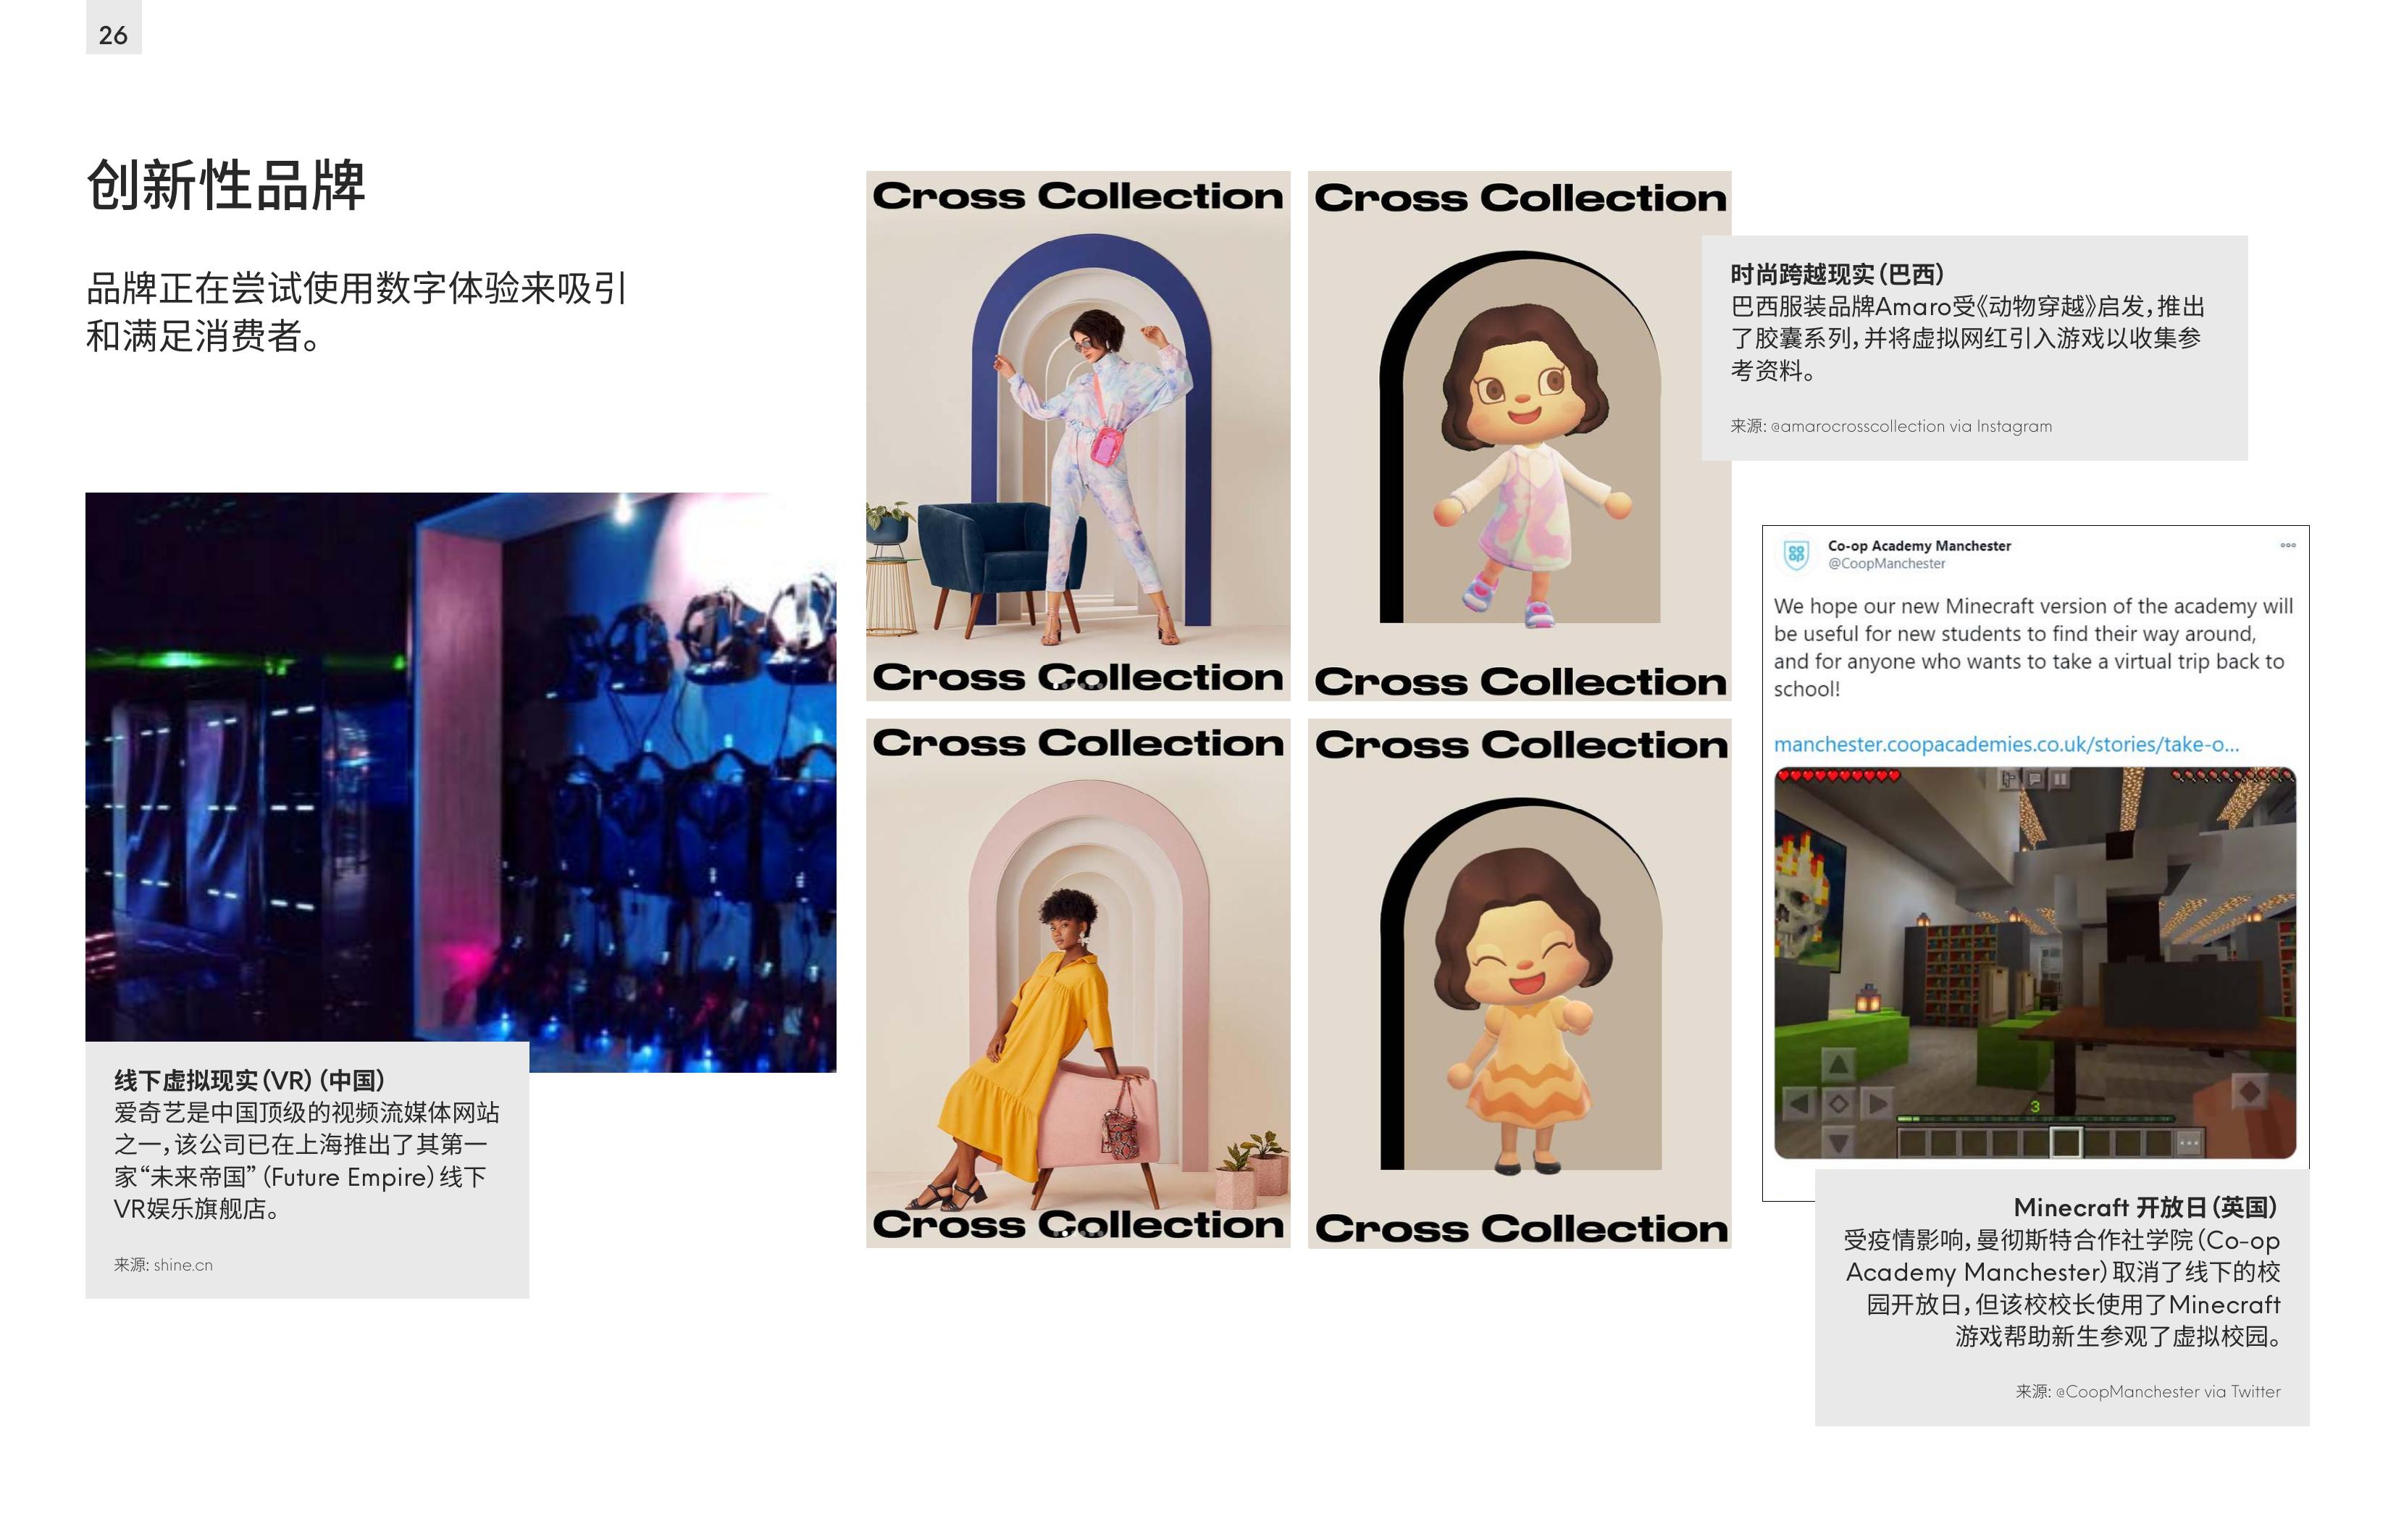 26
创新性品牌
品牌正在尝试使用数字体验来吸引
和满足消费者。
线下虚拟现实(VR)(中国)
爱奇艺是中国顶级的视频流媒体网站
之一,该公司已在上海推出了其第一
家“未来帝国”(Future Empire)线下
VR娱乐旗舰店。
来源: shine.cn
Cross Collection
Cross Collection
Cross Collection
Cross Collection
Cross Collection
Cross Collection
Cross Collection
Cross Collection
时尚跨越现实(巴西)
巴西服装品牌Amaro受《动物穿越》启发,推出
了胶囊系列,并将虚拟网红引入游戏以收集参
考资料。
来源: @amarocrosscollection via Instagram
Co-op Academy Manchester
@CoopManchester
We hope our new Minecraft version of the academy will
be useful for new students to find their way around,
and for anyone who wants to take a virtual trip back to
school!
manchester.coopacademies.co.uk/stories/take-o...
CO
OP
3
Minecraft 开放日(英国)
受疫情影响,曼彻斯特合作社学院(Co-op
Academy Manchester)取消了线下的校
园开放日,但该校校长使用了Minecraft
游戏帮助新生参观了虚拟校园。
来源: @CoopManchester via Twitter